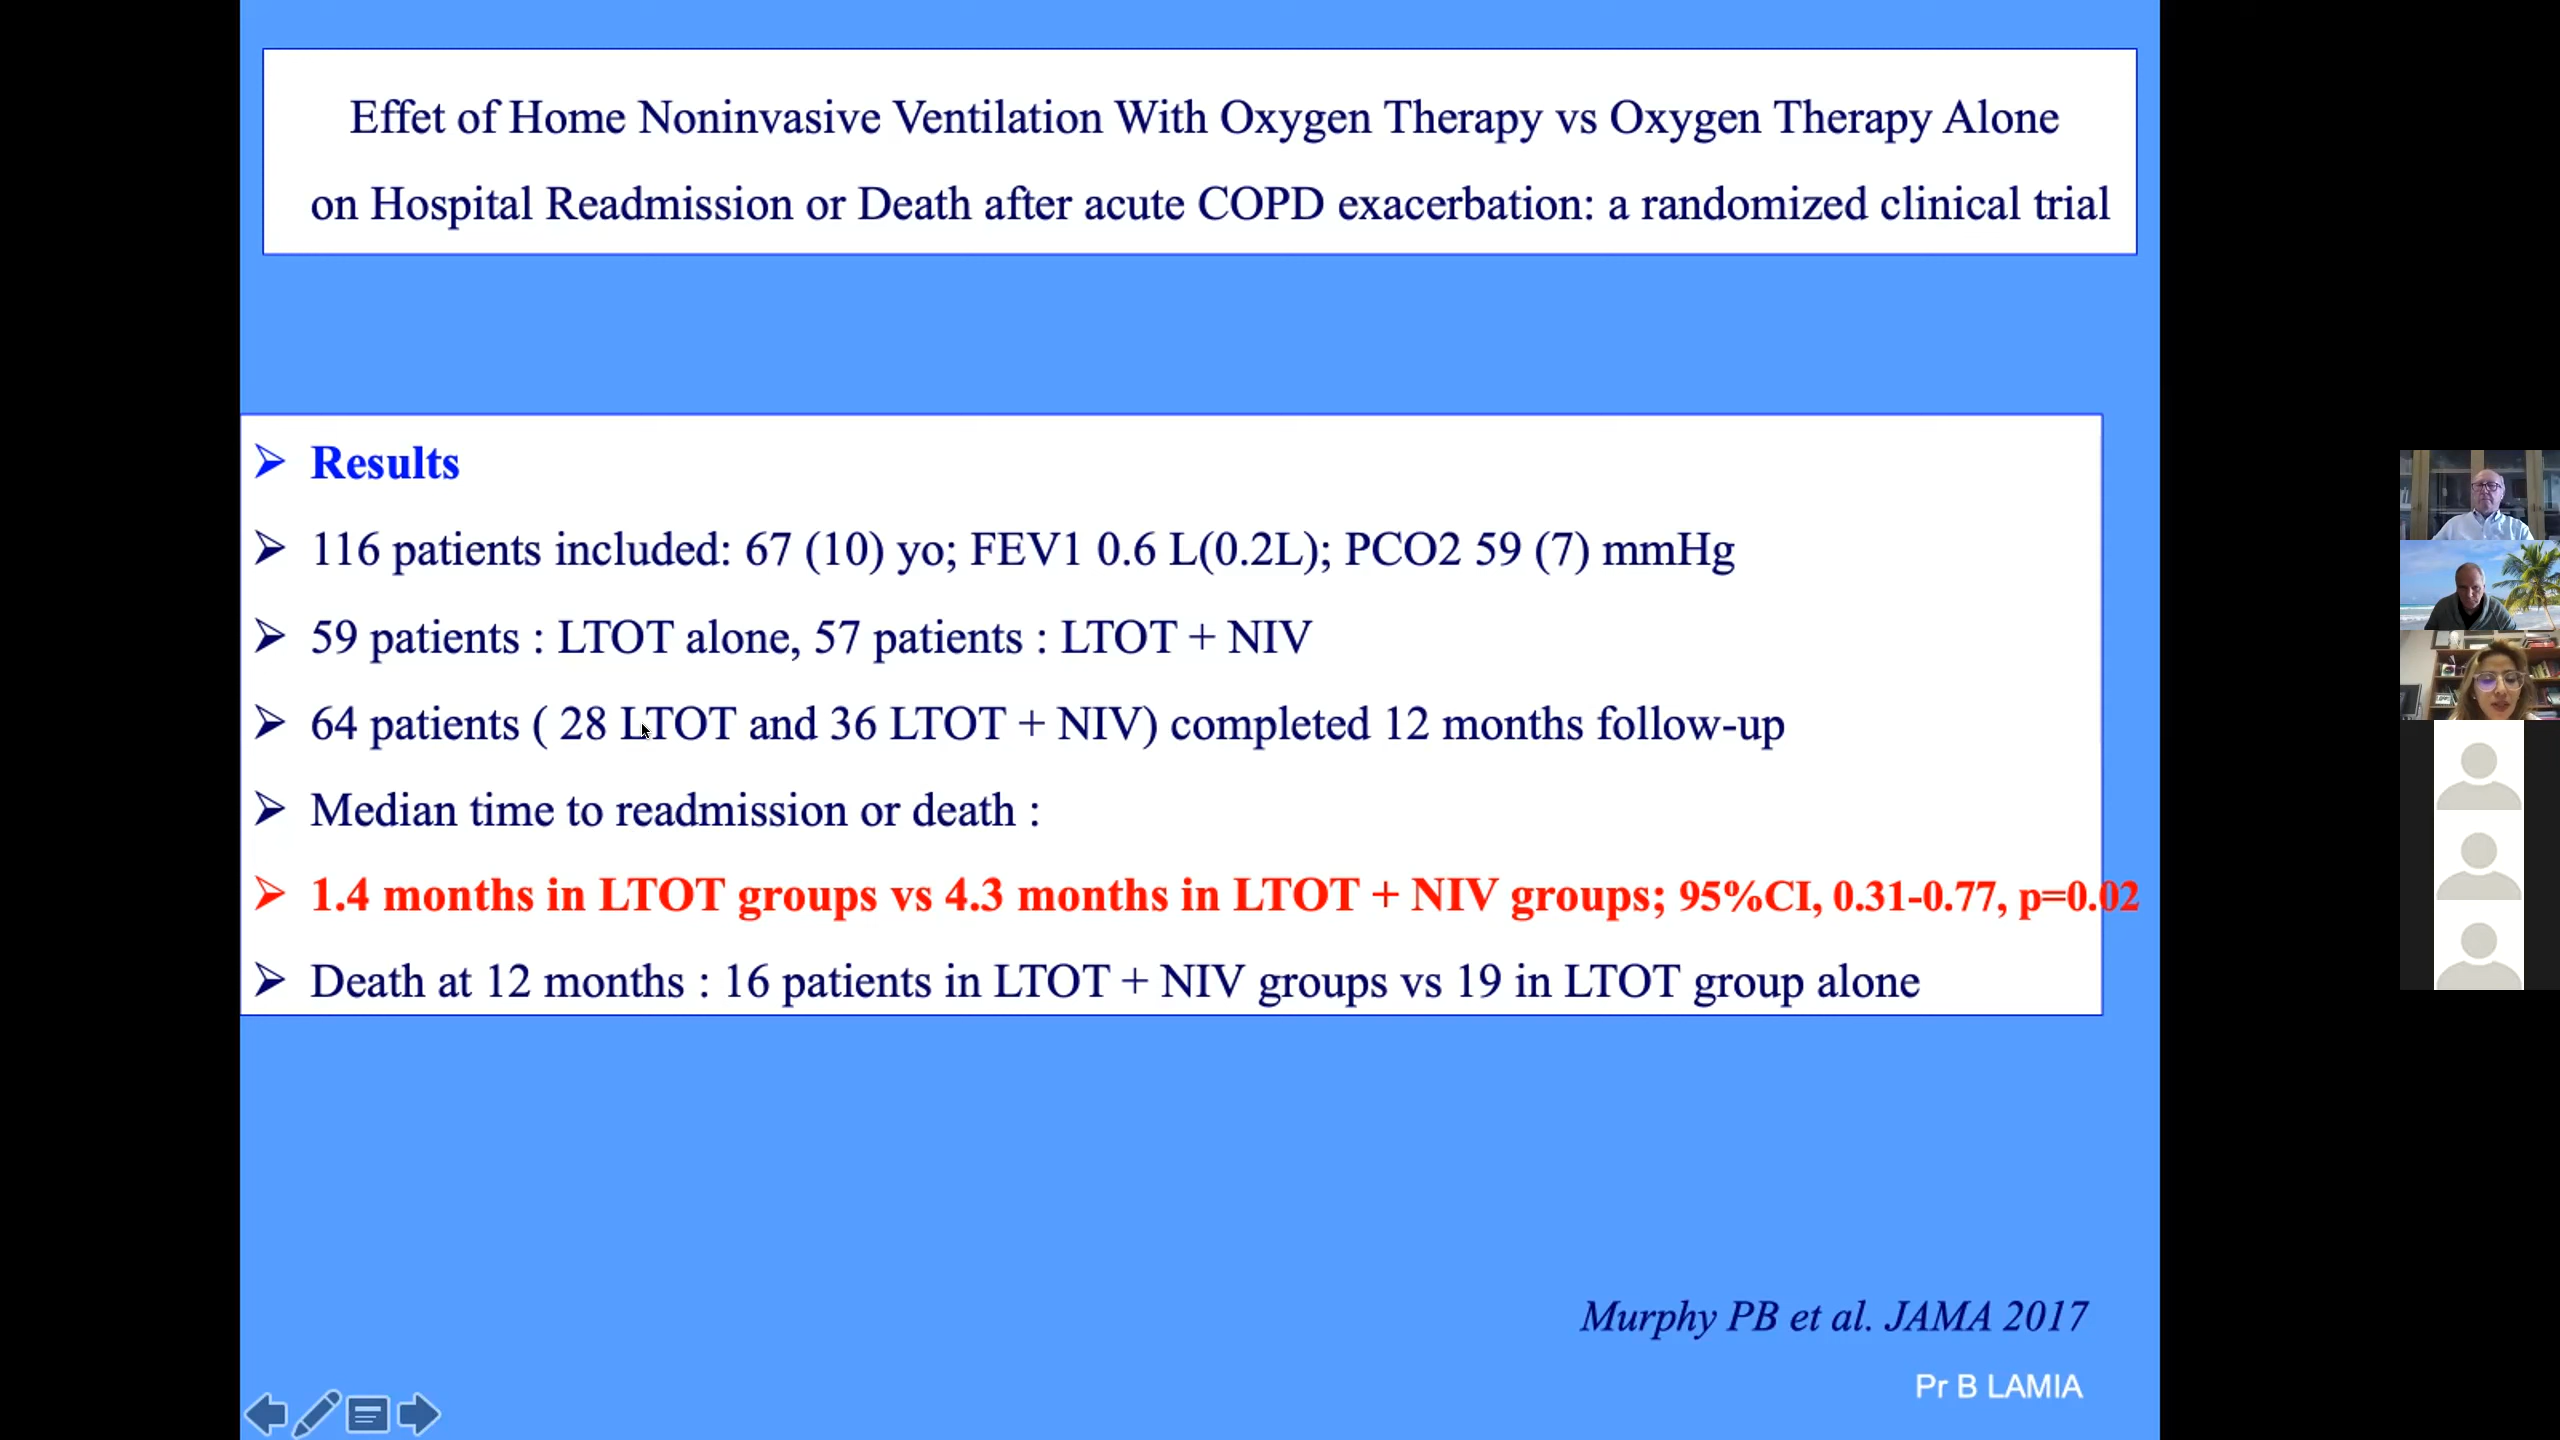 Effet of Home Noninvasive Ventilation With Oxygen Therapy vs Oxygen Therapy Alone
on Hospital Readmission or Death after acute COPD exacerbation: a randomized clinical trial
➢ Results
➢ 116 patients included: 67 (10) yo; FEV1 0.6 L(0.2L); PCO2 59 (7) mmHg
➢ 59 patients : LTOT alone, 57 patients : LTOT + NIV
➢ 64 patients ( 28 LTOT and 36 LTOT + NIV) completed 12 months follow-up
➢ Median time to readmission or death :
➢ 1.4 months in LTOT groups vs 4.3 months in LTOT + NIV groups; 95%CI, 0.31-0.77, p=0.02
➢ Death at 12 months : 16 patients in LTOT + NIV groups vs 19 in LTOT group alone
Murphy PB et al. JAMA 2017
Pr B LAMIA